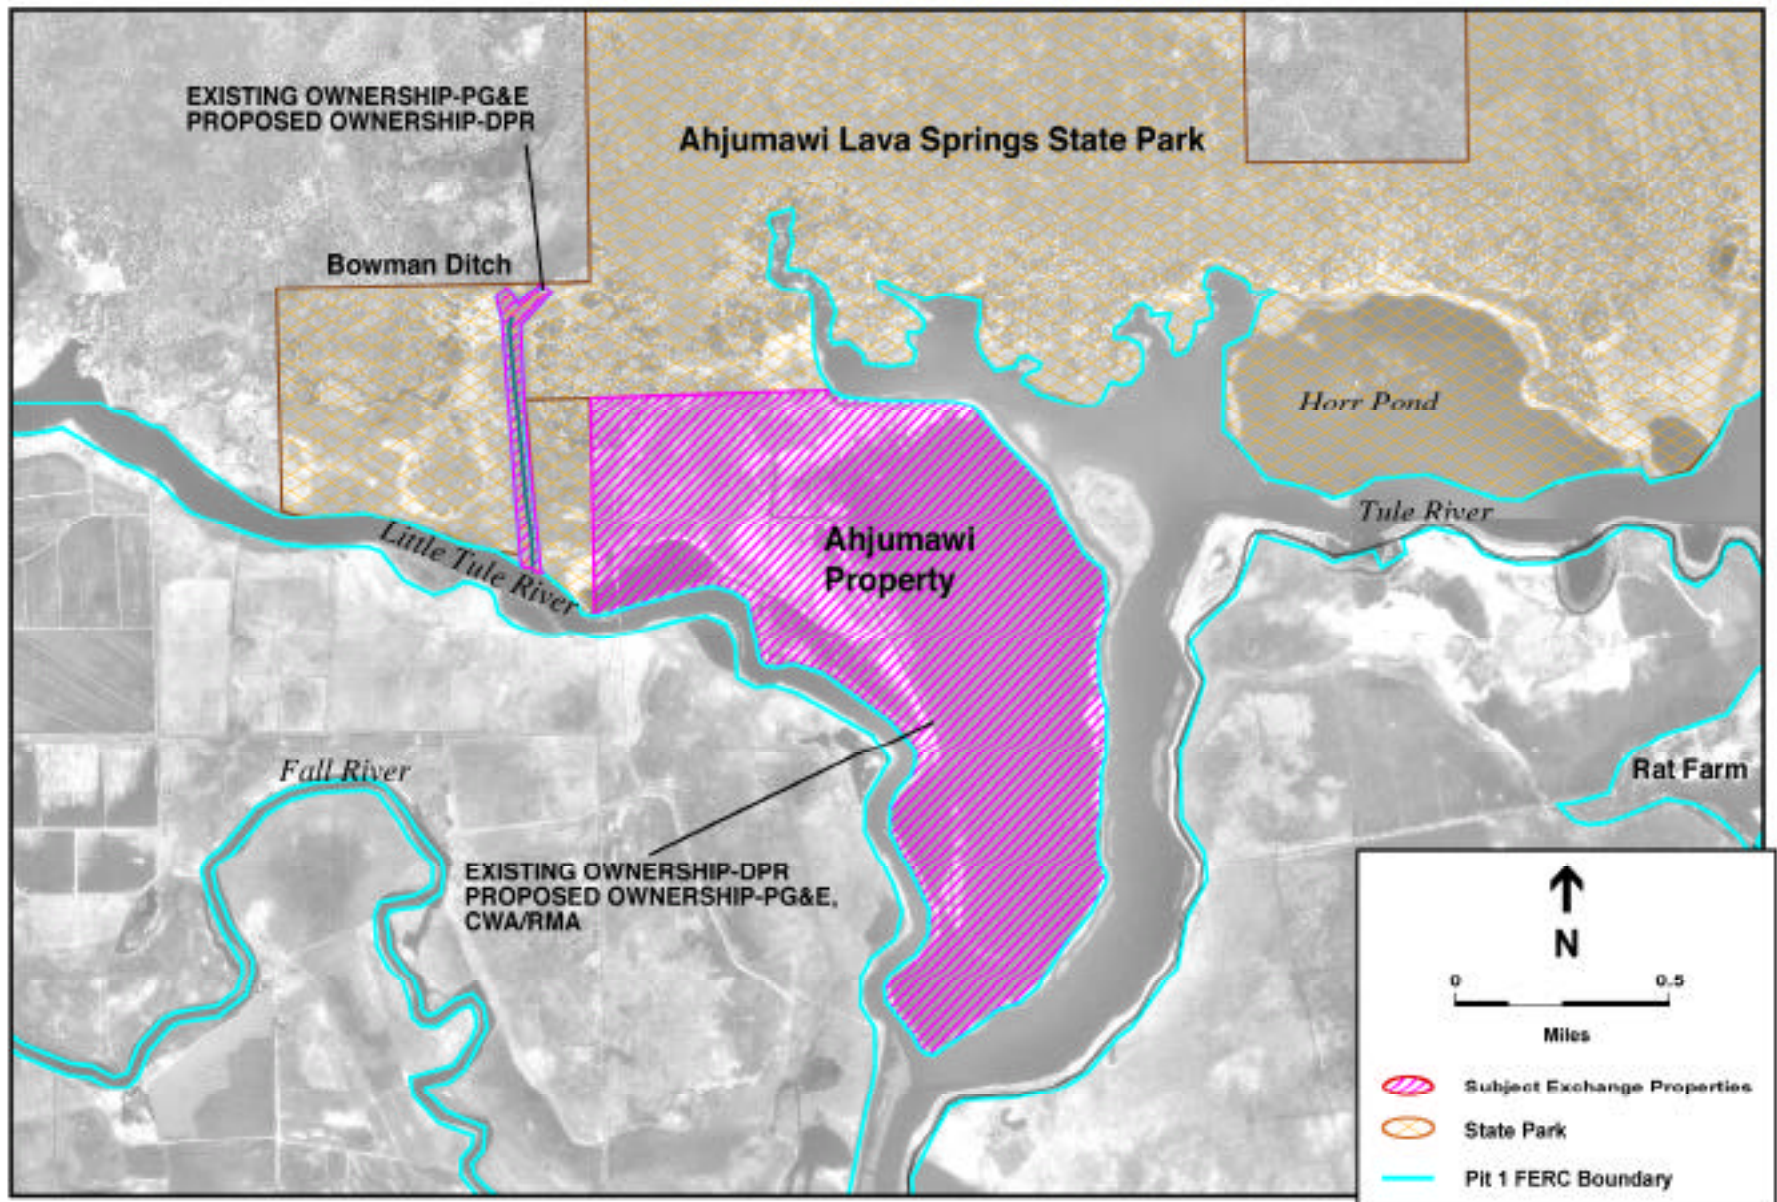 EXISTING OWNERSHIP-PG&E
PROPOSED OWNERSHIP-DPR
Ahjumawi Lava Springs State Park
Bowman Ditch
Horr Pond
Tule River
Little Tule River
Ahjumawi
Property
Fall River
Rat Farm
EXISTING OWNERSHIP-DPR
PROPOSED OWNERSHIP-PG&E,
CWA/RMA
N
0 0.5
Miles
Subject Exchange Properties
State Park
Pit 1 FERC Boundary